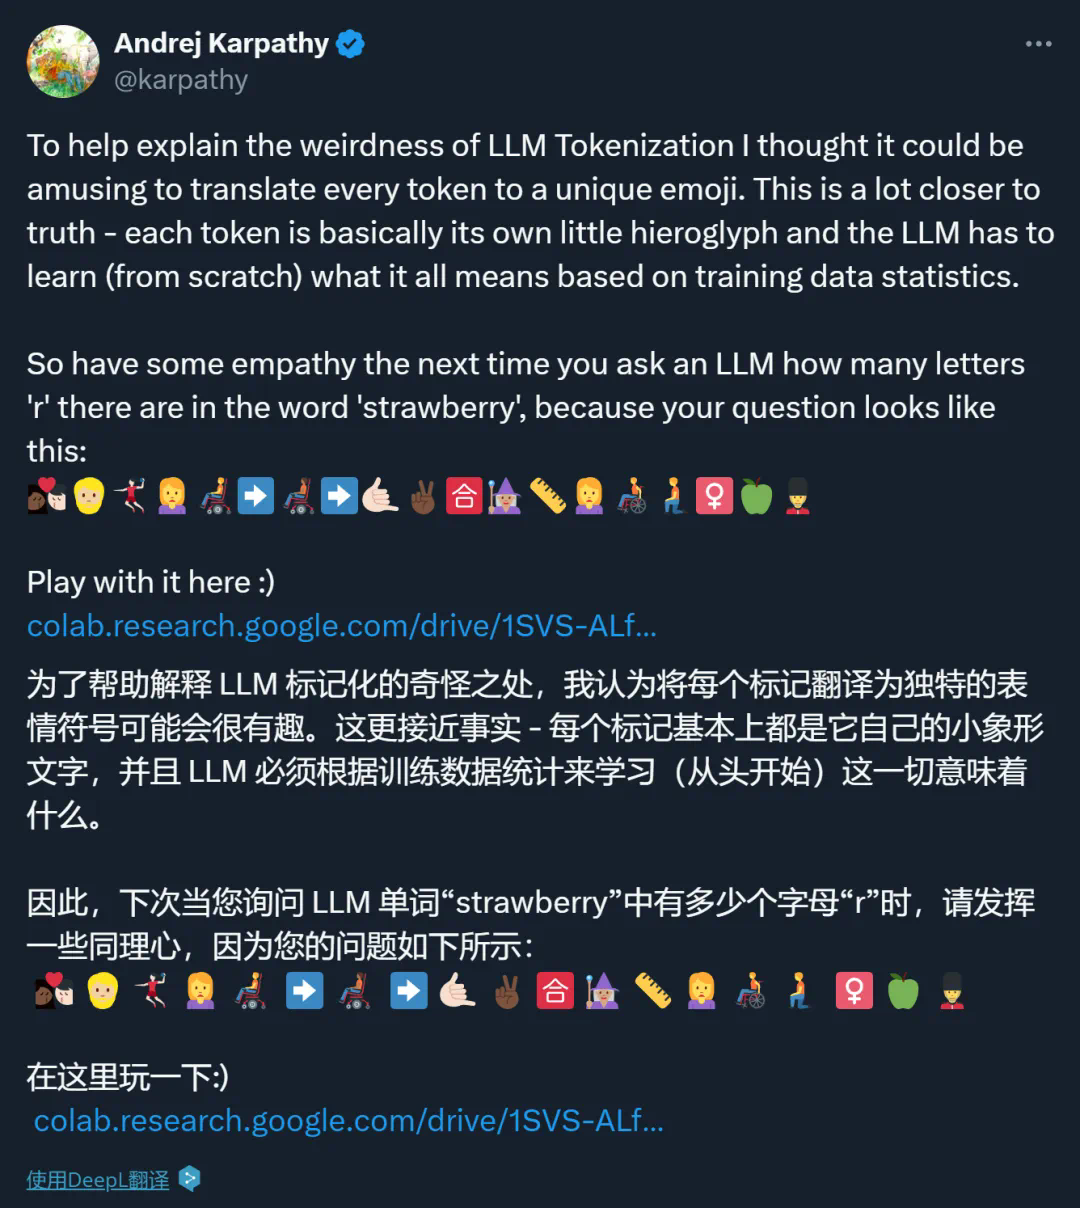 Andrej Karpathy
@karpathy
To help explain the weirdness of LLM Tokenization I thought it could be
amusing to translate every token to a unique emoji. This is a lot closer to
truth - each token is basically its own little hieroglyph and the LLM has to
learn (from scratch) what it all means based on training data statistics.
So have some empathy the next time you ask an LLM how many letters
'r' there are in the word 'strawberry', because your question looks like
this:
👩🏿‍❤️‍💋‍👩🏻🧔🏼🤾🏻‍♀️🙍‍♀️🧑‍🦼➡️🧑🏾‍🦼➡️🤙🏻✌🏿🈴🧙🏽‍♀️📏🙍‍♀️🧑‍🦽🧎‍♂️🚺🍏💂
Play with it here :)
colab.research.google.com/drive/1SVS-ALf...
为了帮助解释 LLM 标记化的奇怪之处，我认为将每个标记翻译为独特的表
情符号可能会很有趣。这更接近事实 - 每个标记基本上都是它自己的小象形
文字，并且 LLM 必须根据训练数据统计来学习（从头开始）这一切意味着
什么。
因此，下次当您询问 LLM 单词“strawberry”中有多少个字母“r”时，请发挥
一些同理心，因为您的问题如下所示：
在这里玩一下:)
colab.research.google.com/drive/1SVS-ALf...
使用DeepL翻译